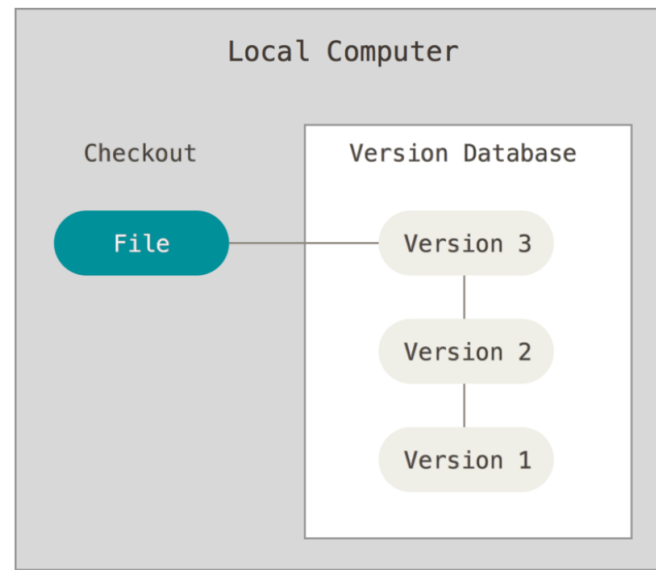 Local Computer
Checkout
Version Database
File
Version 3
Version 2
Version 1